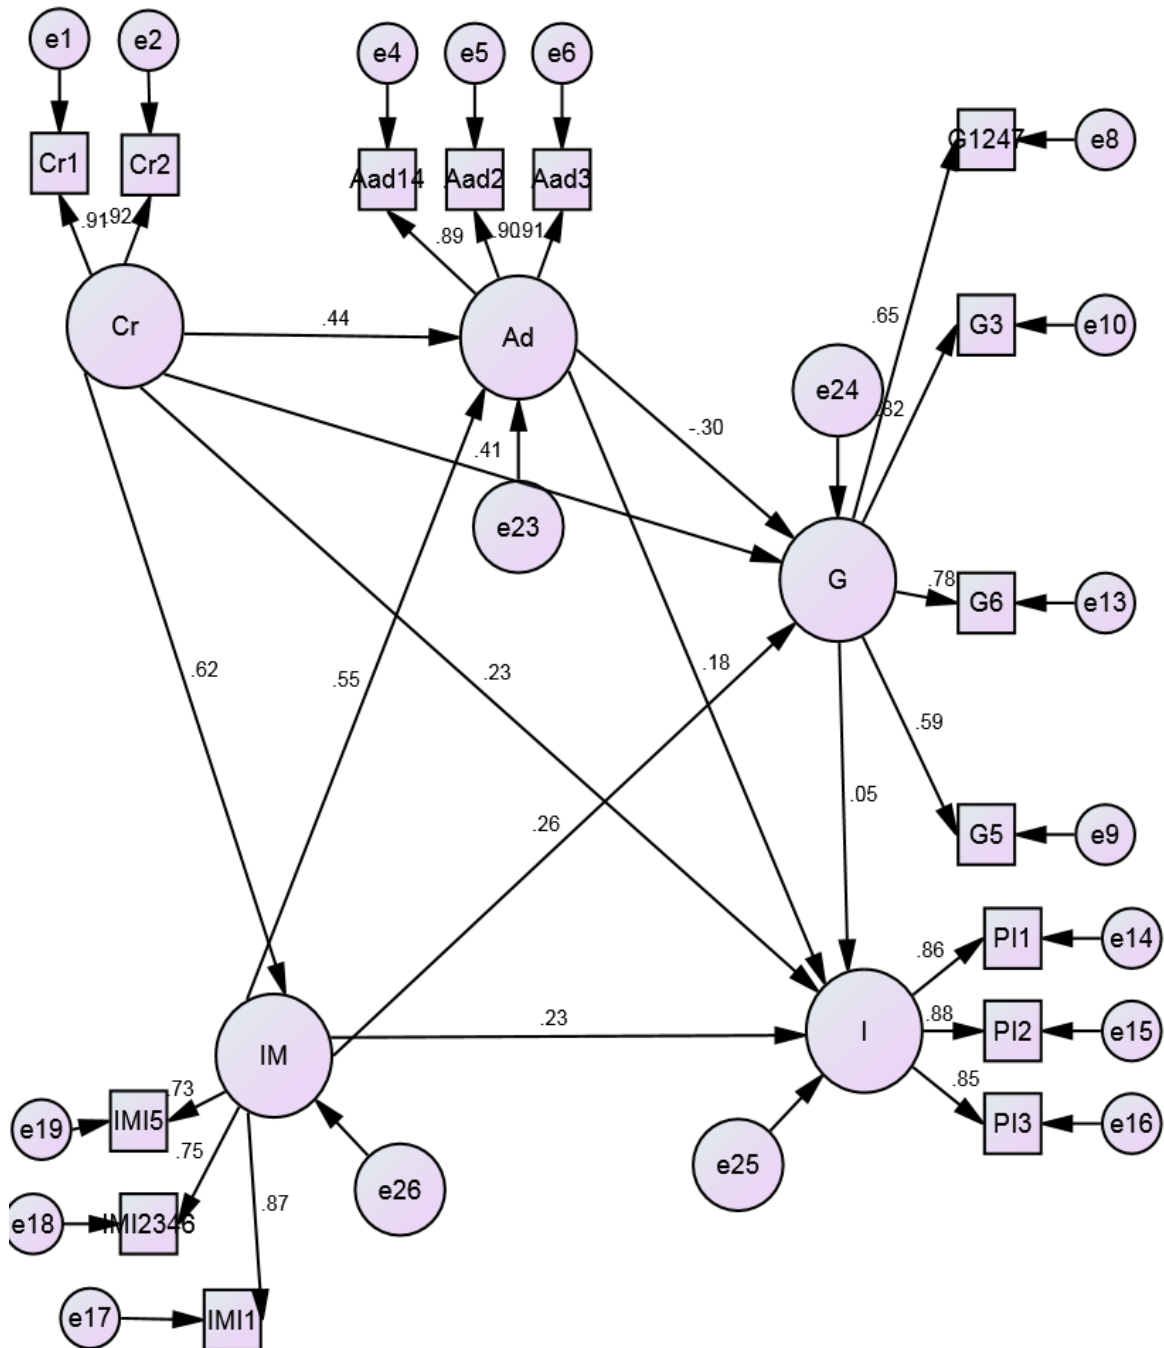 e1
e2
e4
e5
e6
Cr1
Cr2
Aad14
Aad2
Aad3
G1247
e8
.91
.92
.89
.90
.91
Cr
.44
Ad
.65
G3
e10
e24
.82
.41
-.30
e23
G
.78
G6
e13
.62
.55
.23
.18
.59
.26
.05
G5
e9
PI1
e14
.86
.23
I
.88
PI2
e15
IM
.73
.85
e19
IMI5
PI3
e16
.75
e25
e26
e18
IMI2346
.87
e17
IMI1